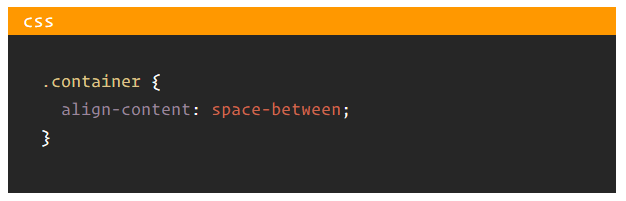 css
.container {
  align-content: space-between;
}